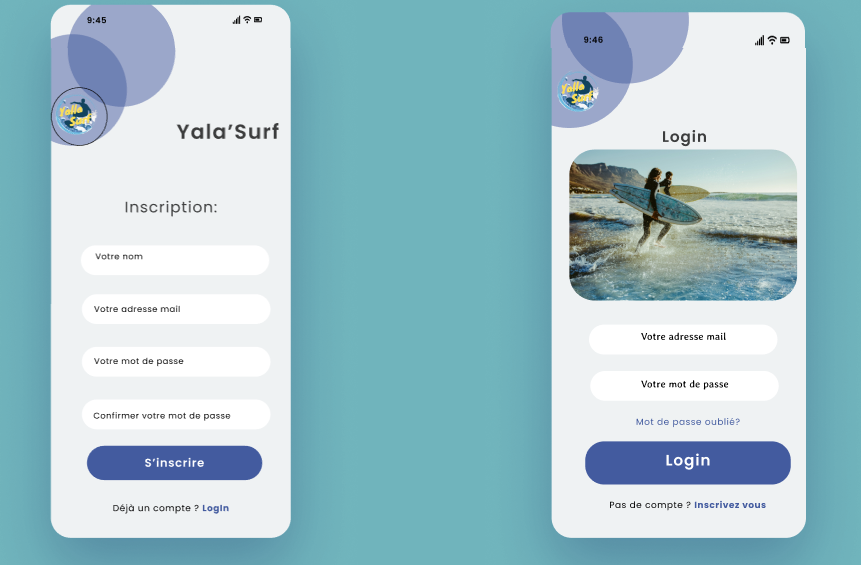 9:45
Yala
Surf
Yala’Surf
Inscription:
Votre nom
Votre adresse mail
Votre mot de passe
Confirmer votre mot de passe
S’inscrire
Déjà un compte ? LogIn
9:46
Yala
Surf
Login
Votre adresse mail
Votre mot de passe
Mot de passe oublié?
Login
Pas de compte ? Inscrivez vous